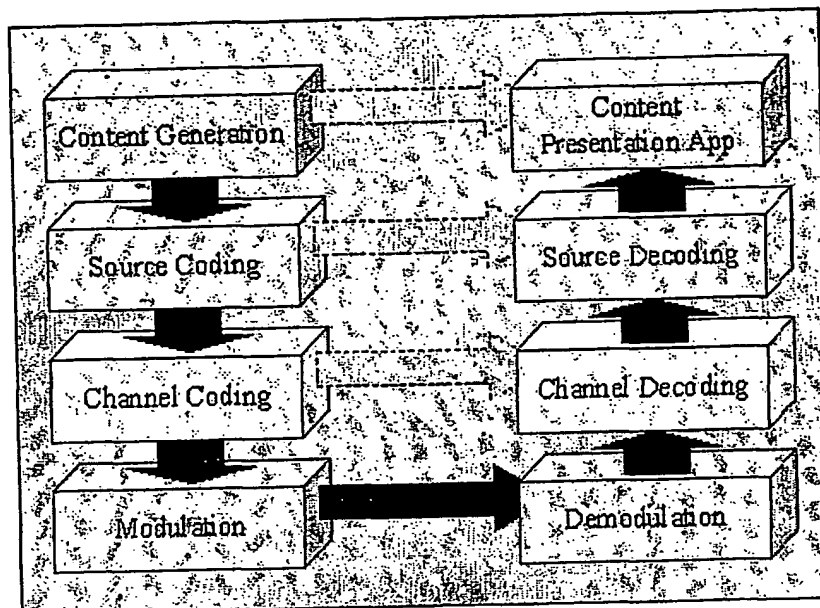 Content Generation
Source Coding
Channel Coding
Modulation
Content
Presentation App
Source Decoding
Channel Decoding
Demodulation